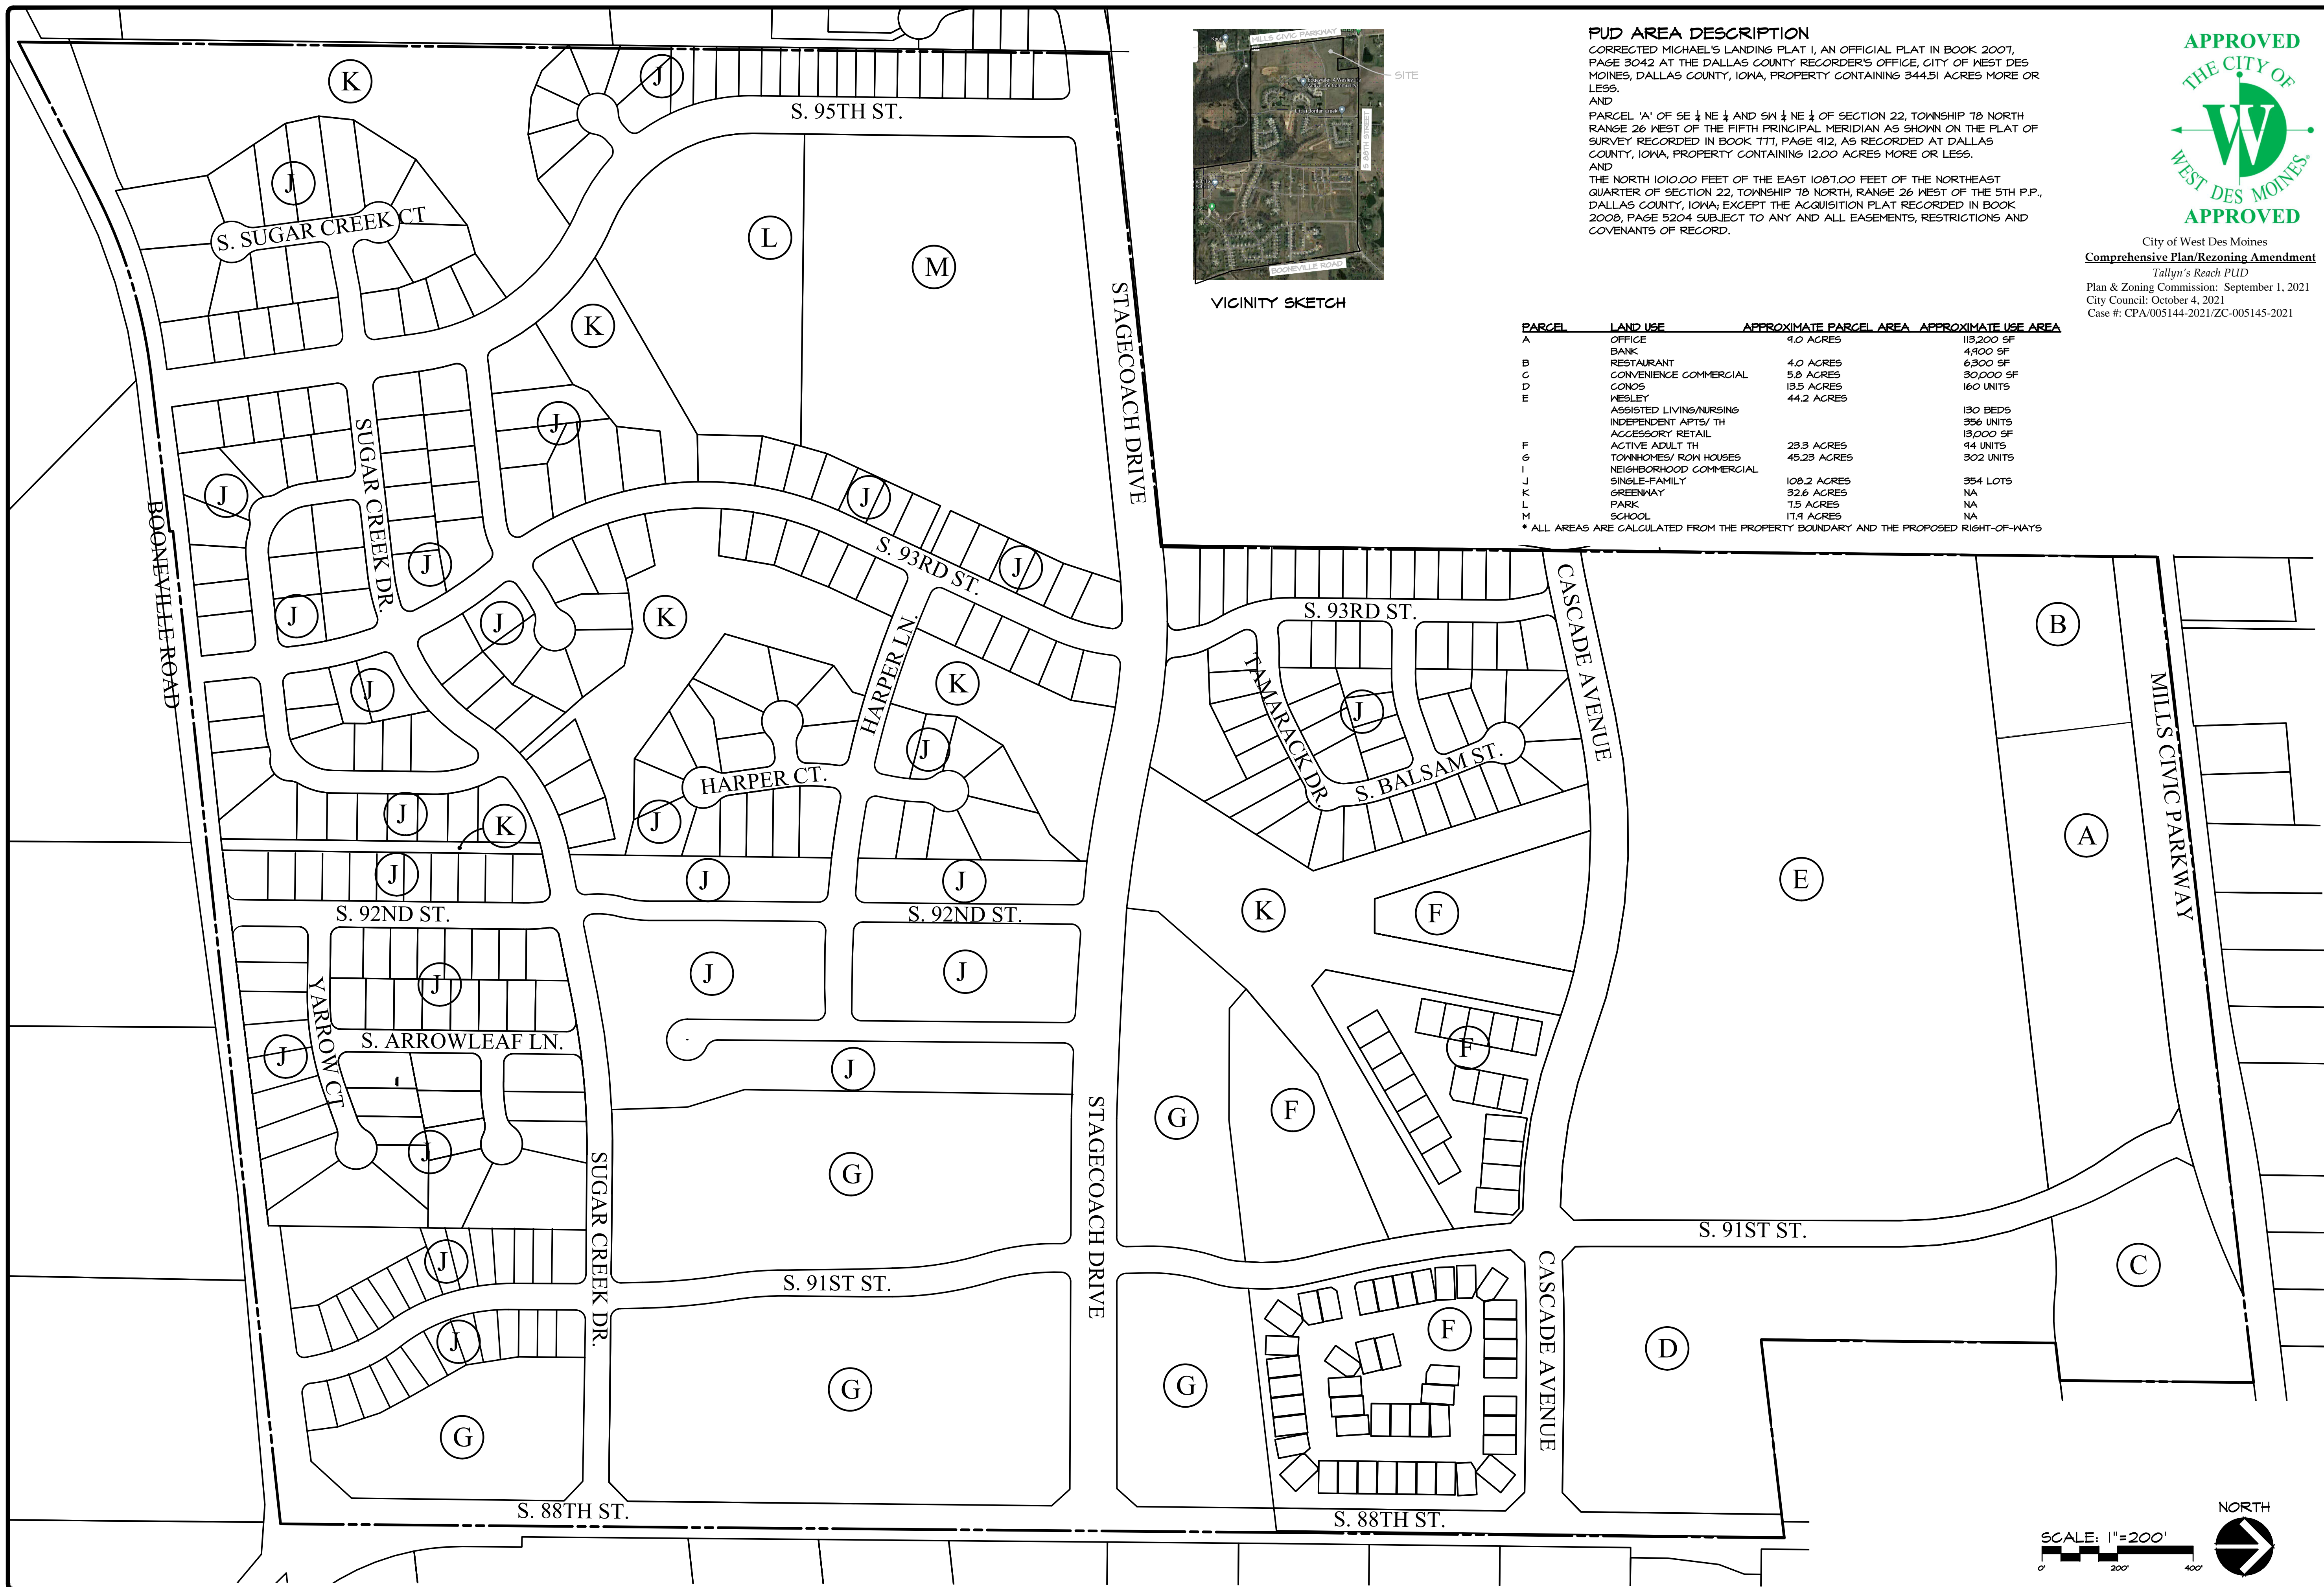 PUD AREA DESCRIPTION
CORRECTED MICHAEL'S LANDING PLAT 1, AN OFFICIAL PLAT IN BOOK 2007,
PAGE 3042 AT THE DALLAS COUNTY RECORDER'S OFFICE, CITY OF WEST DES
MOINES, DALLAS COUNTY, IOWA, PROPERTY CONTAINING 344.51 ACRES MORE OR
LESS.
AND
PARCEL 'A' OF SE ¼ NE ¼ AND SW ¼ NE ¼ OF SECTION 22, TOWNSHIP 78 NORTH
RANGE 26 WEST OF THE FIFTH PRINCIPAL MERIDIAN AS SHOWN ON THE PLAT OF
SURVEY RECORDED IN BOOK 777, PAGE 912, AS RECORDED AT DALLAS
COUNTY, IOWA, PROPERTY CONTAINING 12.00 ACRES MORE OR LESS.
AND
THE NORTH 1010.00 FEET OF THE EAST 1087.00 FEET OF THE NORTHEAST
QUARTER OF SECTION 22, TOWNSHIP 78 NORTH, RANGE 26 WEST OF THE 5TH P.P.,
DALLAS COUNTY, IOWA; EXCEPT THE ACQUISITION PLAT RECORDED IN BOOK
2008, PAGE 5204 SUBJECT TO ANY AND ALL EASEMENTS, RESTRICTIONS AND
COVENANTS OF RECORD.
APPROVED
THE CITY OF
W
WEST DES MOINES®
APPROVED
City of West Des Moines
Comprehensive Plan/Rezoning Amendment
Tallyn's Reach PUD
Plan & Zoning Commission: September 1, 2021
City Council: October 4, 2021
Case #: CPA/005144-2021/ZC-005145-2021
MILLS CIVIC PARKWAY
SITE
S 88TH STREET
BOONEVILLE ROAD
VICINITY SKETCH
PARCEL LAND USE APPROXIMATE PARCEL AREA APPROXIMATE USE AREA
A OFFICE 9.0 ACRES 113,200 SF
BANK 4,900 SF
B RESTAURANT 4.0 ACRES 6,300 SF
C CONVENIENCE COMMERCIAL 5.8 ACRES 30,000 SF
D CONOS 13.5 ACRES 160 UNITS
E WESLEY 44.2 ACRES
ASSISTED LIVING/NURSING 130 BEDS
INDEPENDENT APTS/ TH 356 UNITS
ACCESSORY RETAIL 13,000 SF
F ACTIVE ADULT TH 23.3 ACRES 94 UNITS
G TOWNHOMES/ ROW HOUSES 45.23 ACRES 302 UNITS
I NEIGHBORHOOD COMMERCIAL
J SINGLE-FAMILY 108.2 ACRES 354 LOTS
K GREENWAY 32.6 ACRES NA
L PARK 7.5 ACRES NA
M SCHOOL 17.9 ACRES NA
* ALL AREAS ARE CALCULATED FROM THE PROPERTY BOUNDARY AND THE PROPOSED RIGHT-OF-WAYS
K
J
S. 95TH ST.
J
S. SUGAR CREEK CT
L
M
K
STAGECOACH DRIVE
J
SUGAR CREEK DR.
J
J
BOONEVILLE ROAD
S. 93RD ST.
J
J
J
J
K
J
HARPER LN.
K
J
J
HARPER CT.
J
J
K
J
J
J
S. 92ND ST.
S. 92ND ST.
J
J
J
YARROW CT
S. ARROWLEAF LN.
J
J
J
STAGECOACH DRIVE
G
SUGAR CREEK DR.
J
S. 91ST ST.
J
G
G
S. 88TH ST.
S. 93RD ST.
CASCADE AVENUE
TAMARACK DR.
J
S. BALSAM ST.
B
MILLS CIVIC PARKWAY
A
E
K
F
F
G
F
S. 91ST ST.
CASCADE AVENUE
C
F
D
G
S. 88TH ST.
NORTH
SCALE: 1"=200'
0' 200' 400'